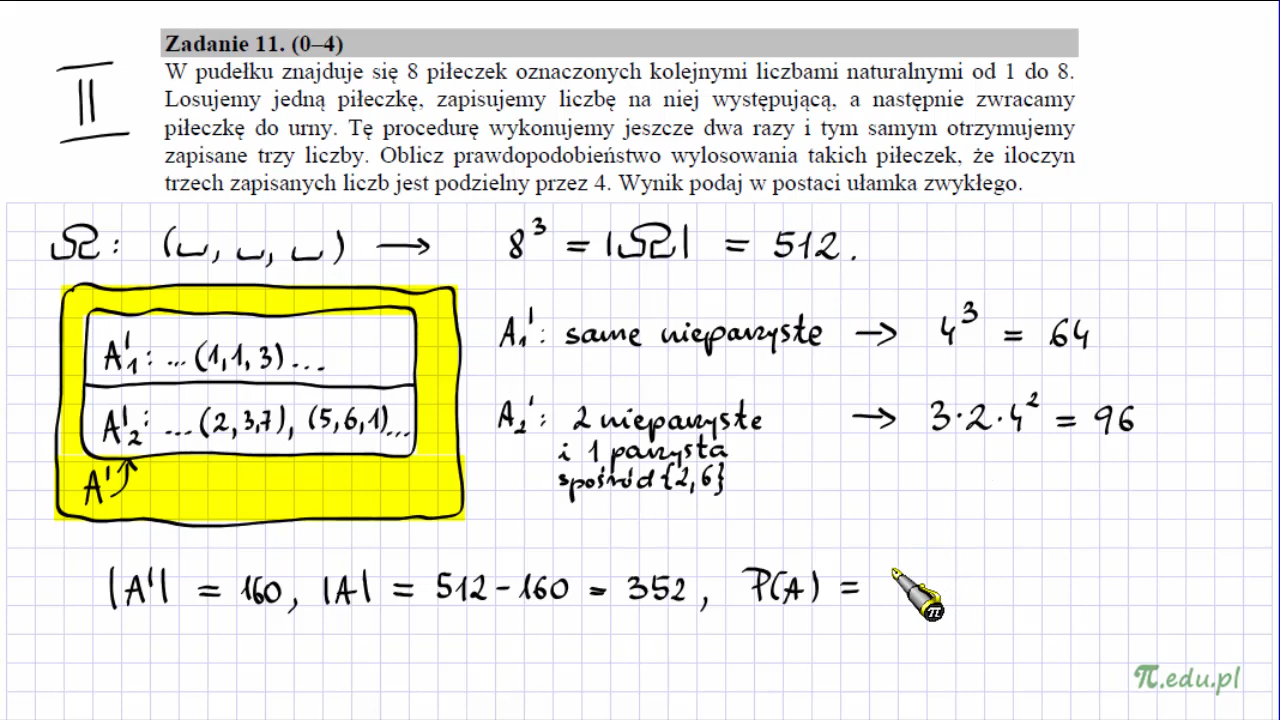 II
Zadanie 11. (0–4)
W pudełku znajduje się 8 piłeczek oznaczonych kolejnymi liczbami naturalnymi od 1 do 8.
Losujemy jedną piłeczkę, zapisujemy liczbę na niej występującą, a następnie zwracamy
piłeczkę do urny. Tę procedurę wykonujemy jeszcze dwa razy i tym samym otrzymujemy
zapisane trzy liczby. Oblicz prawdopodobieństwo wylosowania takich piłeczek, że iloczyn
trzech zapisanych liczb jest podzielny przez 4. Wynik podaj w postaci ułamka zwykłego.
Ω: (␣, ␣, ␣) → 8³ = |Ω| = 512.
A₁': ...(1,1,3)...
A₂': ...(2,3,7), (5,6,1)...
A'
A₁': same nieparzyste → 4³ = 64
A₂': 2 nieparzyste → 3·2·4² = 96
i 1 parzysta
spośród {2,6}
|A'| = 160, |A| = 512 - 160 = 352, P(A) =
π
π.edu.pl